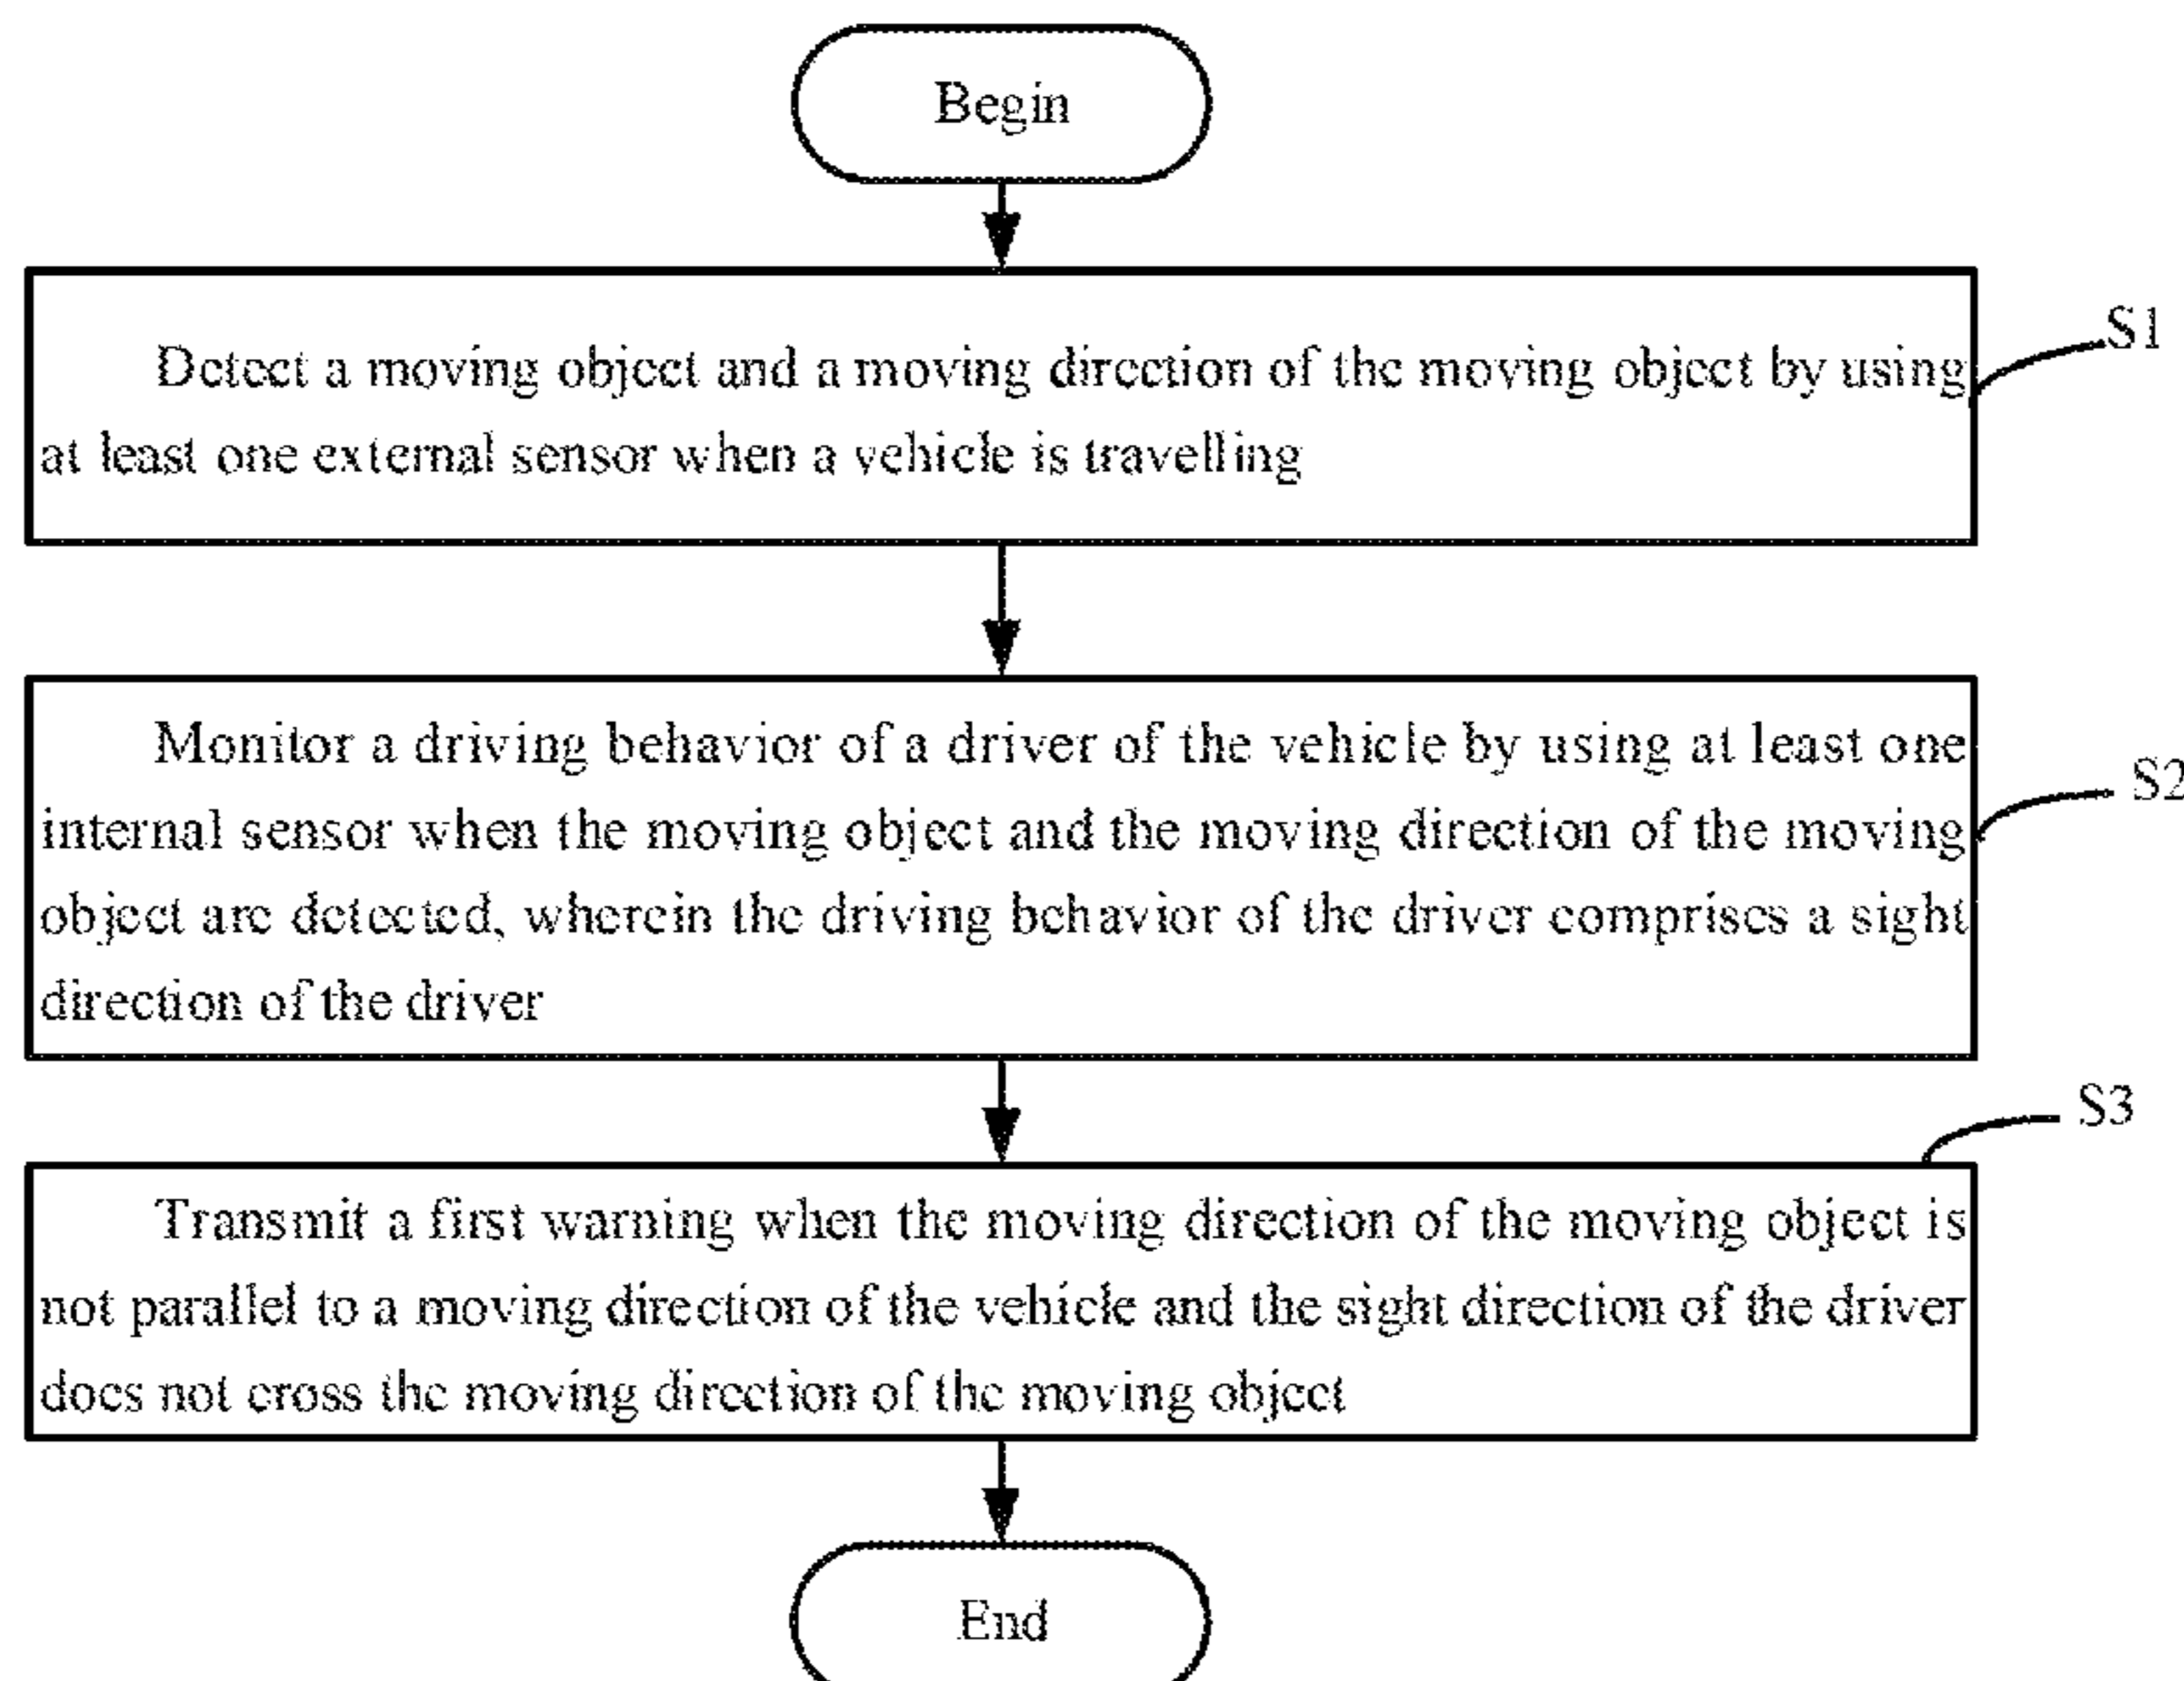 Begin
Detect a moving object and a moving direction of the moving object by using
at least one external sensor when a vehicle is travelling
S1
Monitor a driving behavior of a driver of the vehicle by using at least one
internal sensor when the moving object and the moving direction of the moving
object are detected, wherein the driving behavior of the driver comprises a sight
direction of the driver
S2
S3
Transmit a first warning when the moving direction of the moving object is
not parallel to a moving direction of the vehicle and the sight direction of the driver
does not cross the moving direction of the moving object
End